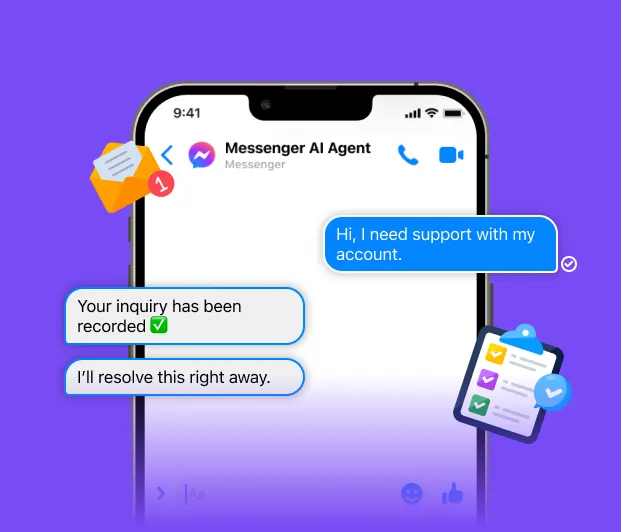 9:41
Messenger AI Agent
Messenger
1
Hi, I need support with my
account.
Your inquiry has been
recorded ✅
I'll resolve this right away.
Aa